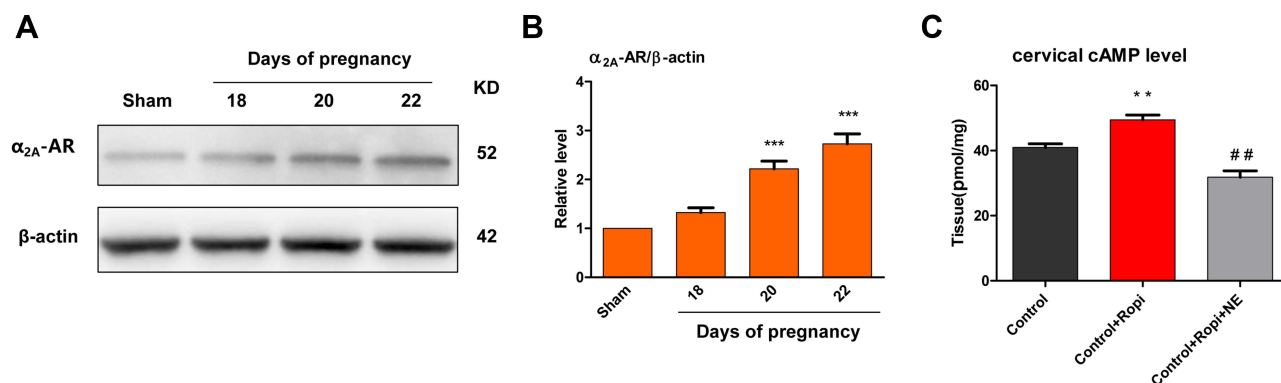 A
Days of pregnancy
KD
Sham 18 20 22
α2A-AR 52
β-actin 42
B
α2A-AR/β-actin
Relative level
5
4
3
2
1
0
***
***
Sham 18 20 22
Days of pregnancy
C
cervical cAMP level
Tissue(pmol/mg)
60
40
20
0
**
##
Control Control+Ropi Control+Ropi+NE